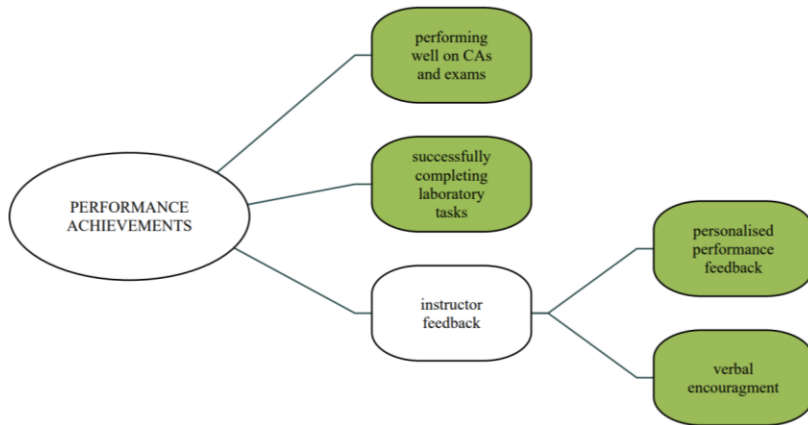 performing
well on CAs
and exams
successfully
completing
laboratory
tasks
PERFORMANCE
ACHIEVEMENTS
instructor
feedback
personalised
performance
feedback
verbal
encouragment